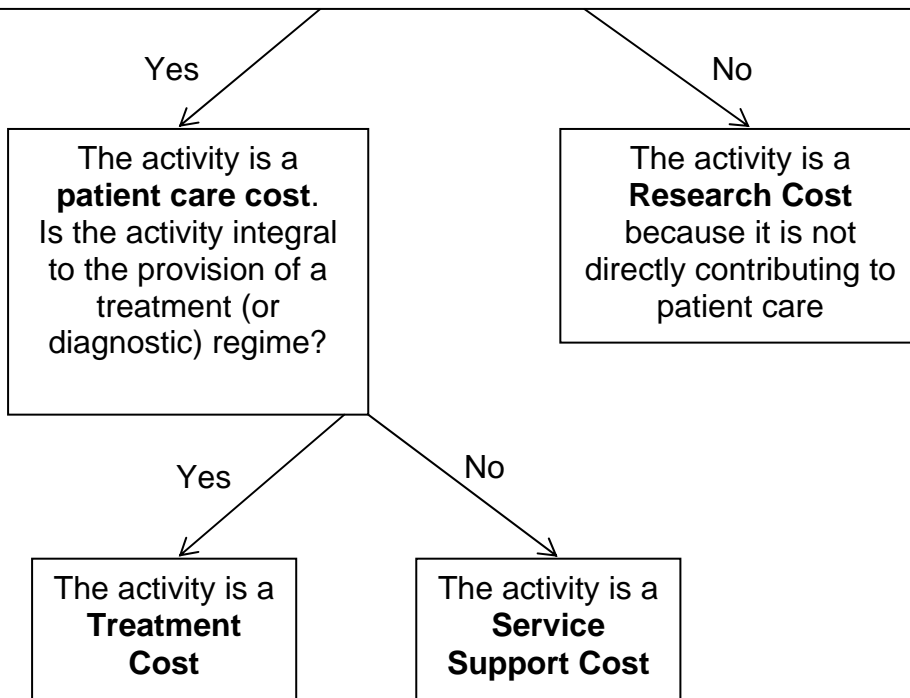 Yes
No
The activity is a
patient care cost.
Is the activity integral
to the provision of a
treatment (or
diagnostic) regime?
The activity is a
Research Cost
because it is not
directly contributing to
patient care
Yes
No
The activity is a
Treatment
Cost
The activity is a
Service
Support Cost